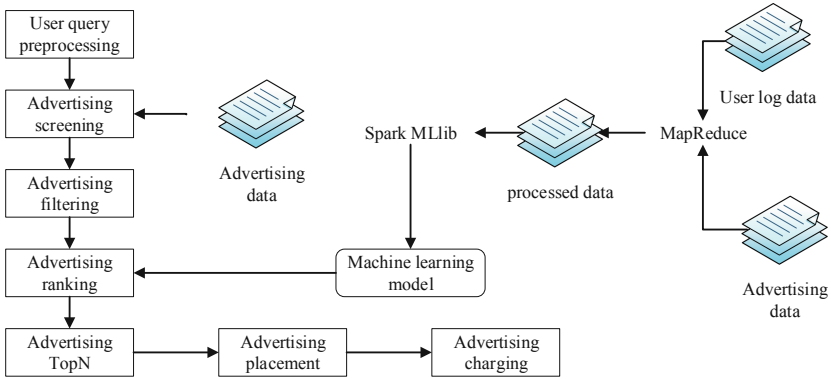 User query
preprocessing
Advertising
screening
Advertising
filtering
Advertising
ranking
Advertising
TopN
Advertising
placement
Advertising
charging
Advertising
data
Spark MLlib
Machine learning
model
processed data
MapReduce
User log data
Advertising
data